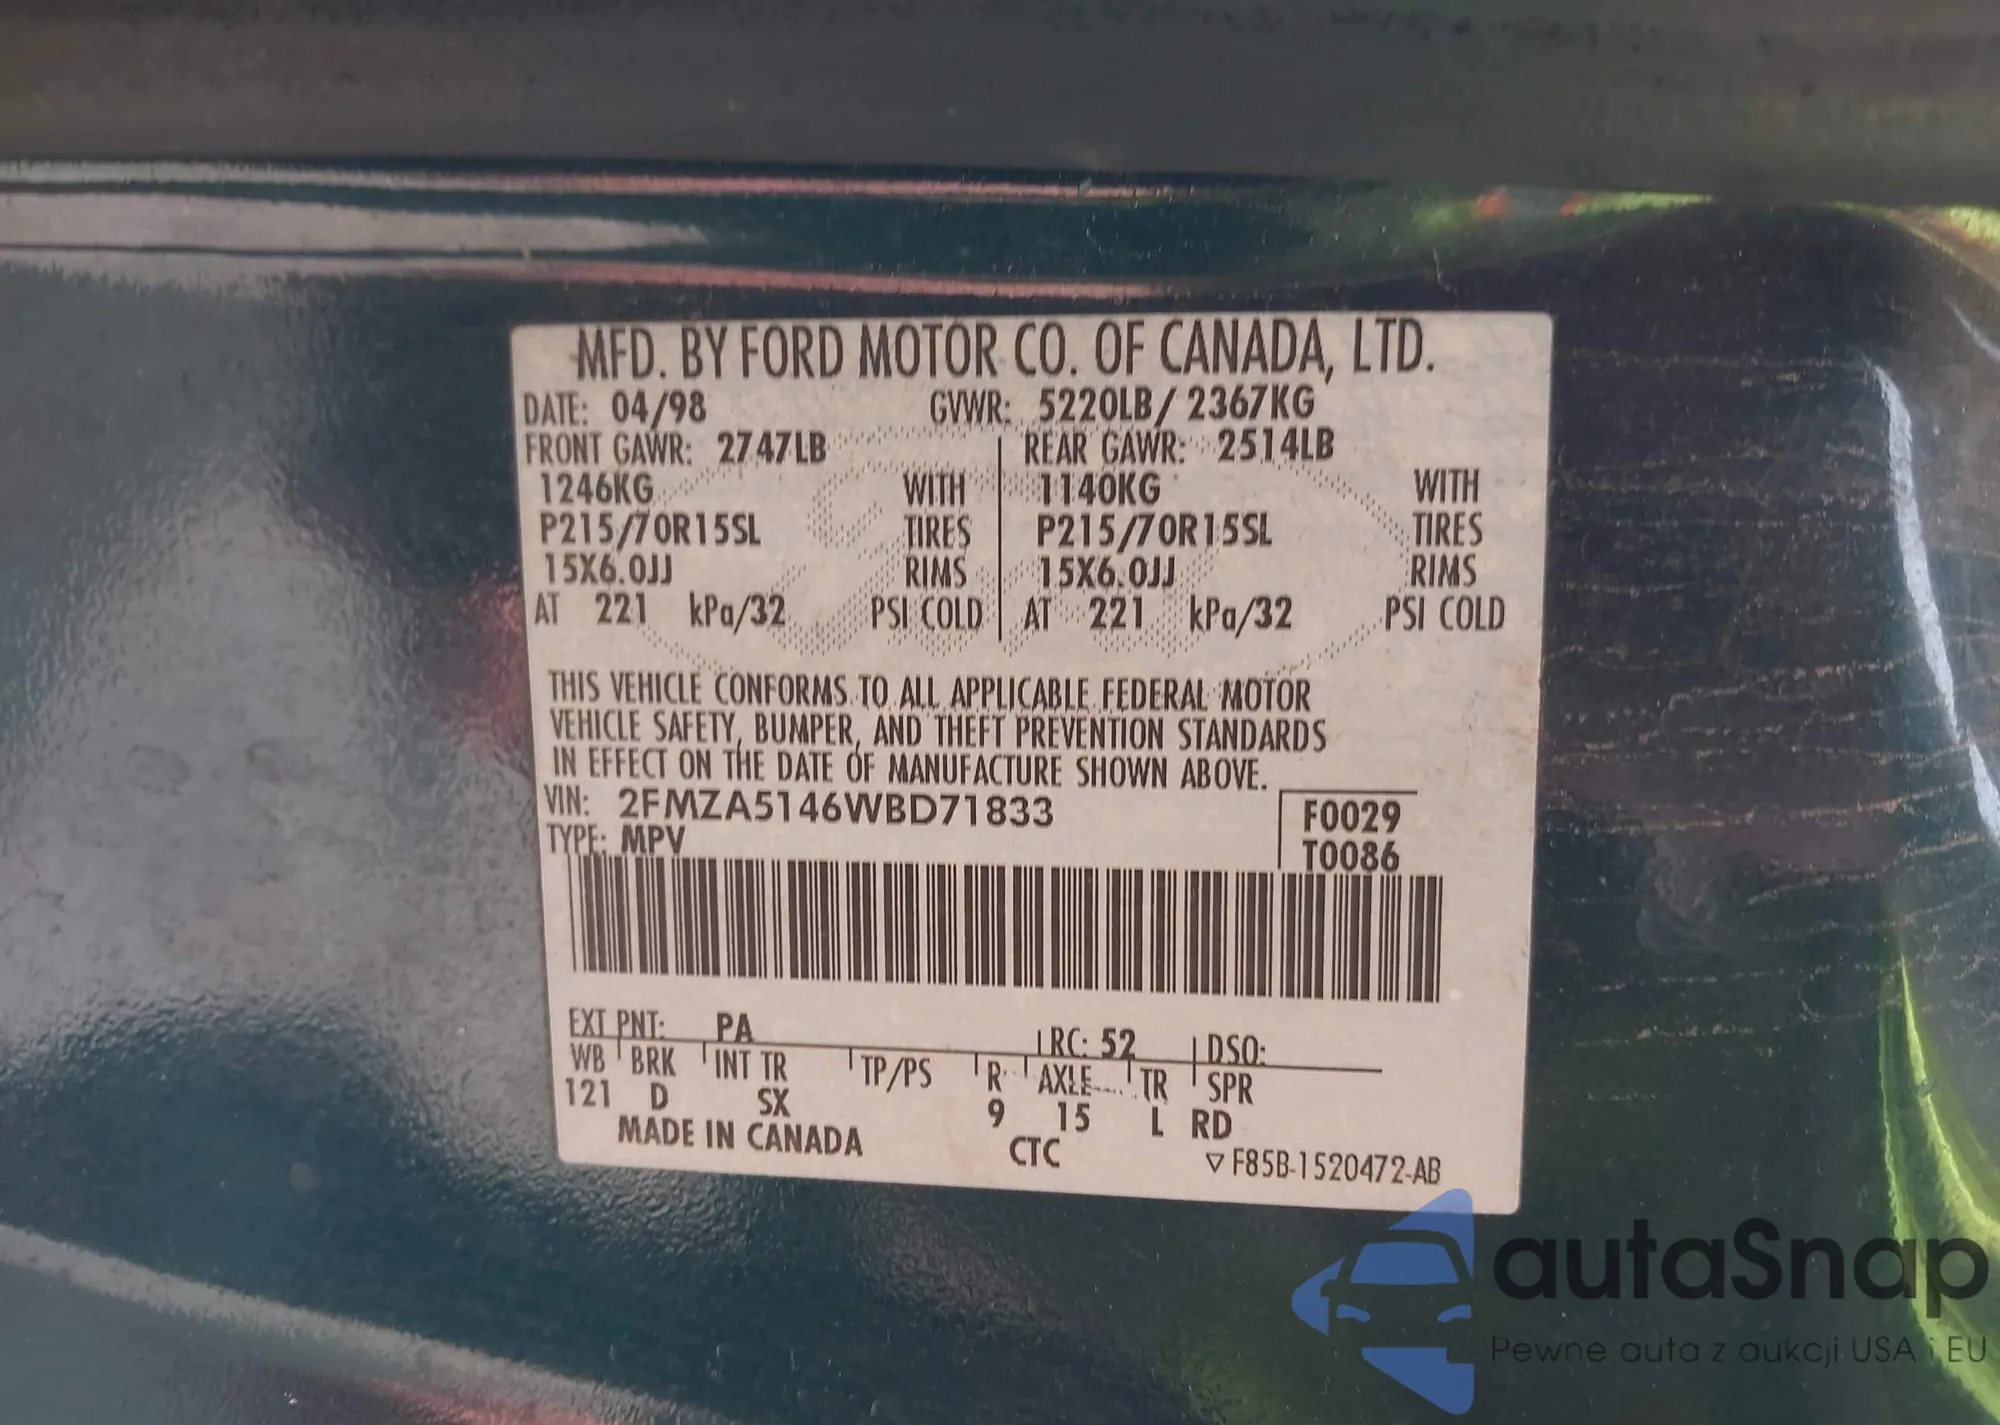 MFD. BY FORD MOTOR CO. OF CANADA, LTD.
DATE: 04/98 GVWR: 5220LB/ 2367KG
FRONT GAWR: 2747LB REAR GAWR: 2514LB
1246KG WITH 1140KG WITH
P215/70R15SL TIRES P215/70R15SL TIRES
15X6.0JJ RIMS 15X6.0JJ RIMS
AT 221 kPa/32 PSI COLD AT 221 kPa/32 PSI COLD
THIS VEHICLE CONFORMS TO ALL APPLICABLE FEDERAL MOTOR
VEHICLE SAFETY, BUMPER, AND THEFT PREVENTION STANDARDS
IN EFFECT ON THE DATE OF MANUFACTURE SHOWN ABOVE.
VIN: 2FMZA5146WBD71833 F0029
TYPE: MPV T0086
EXT PNT: PA RC: 52 DSO:
WB BRK INT TR TP/PS R AXLE TR SPR
121 D SX 9 15 L RD
MADE IN CANADA CTC ▽F85B-1520472-AB
autaSnap
Pewne auta z aukcji USA i EU